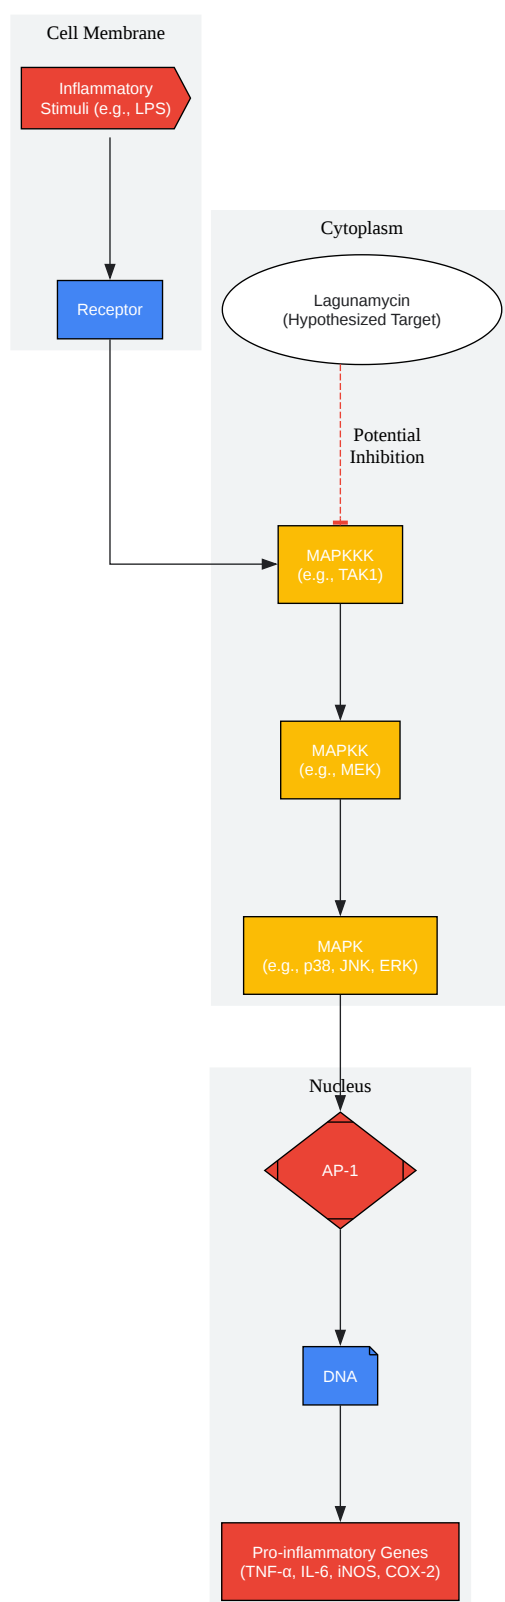 Cell Membrane
Inflammatory
Stimuli (e.g., LPS)
Receptor
Cytoplasm
Lagunamycin
(Hypothesized Target)
Potential
Inhibition
MAPKKK
(e.g., TAK1)
MAPKK
(e.g., MEK)
MAPK
(e.g., p38, JNK, ERK)
Nucleus
AP-1
DNA
Pro-inflammatory Genes
(TNF-α, IL-6, iNOS, COX-2)